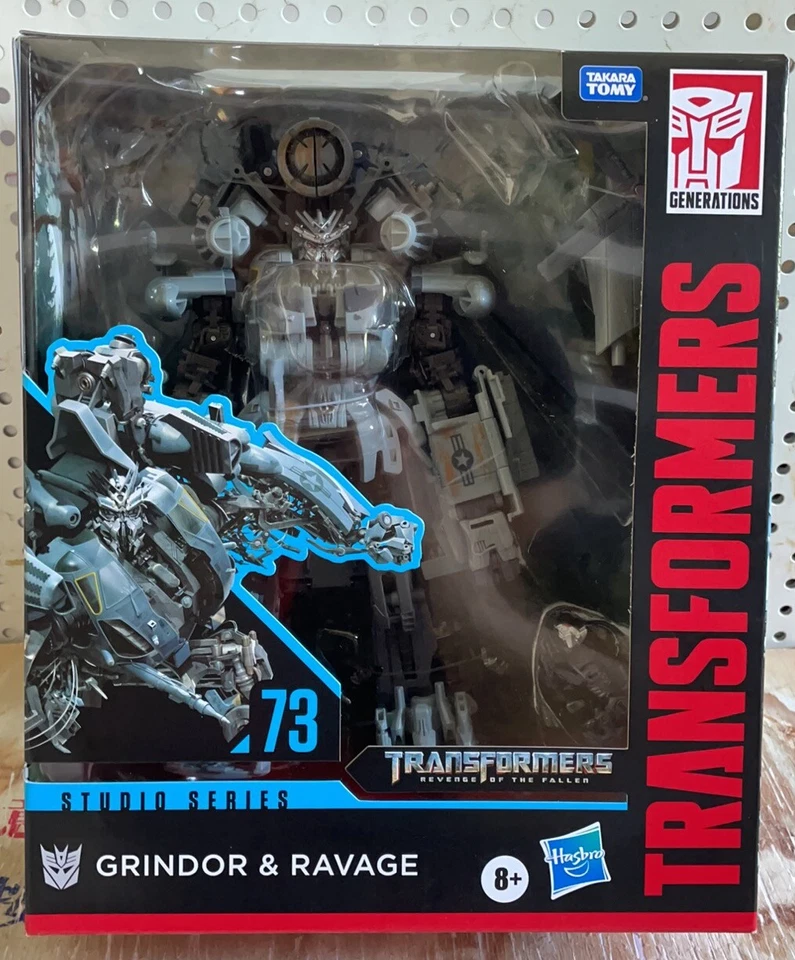 TAKARA
TOMY
GENERATIONS
TRANSFORMERS
73
TRANSFORMERS
REVENGE OF THE FALLEN
STUDIO SERIES
GRINDOR & RAVAGE
8+
Hasbro